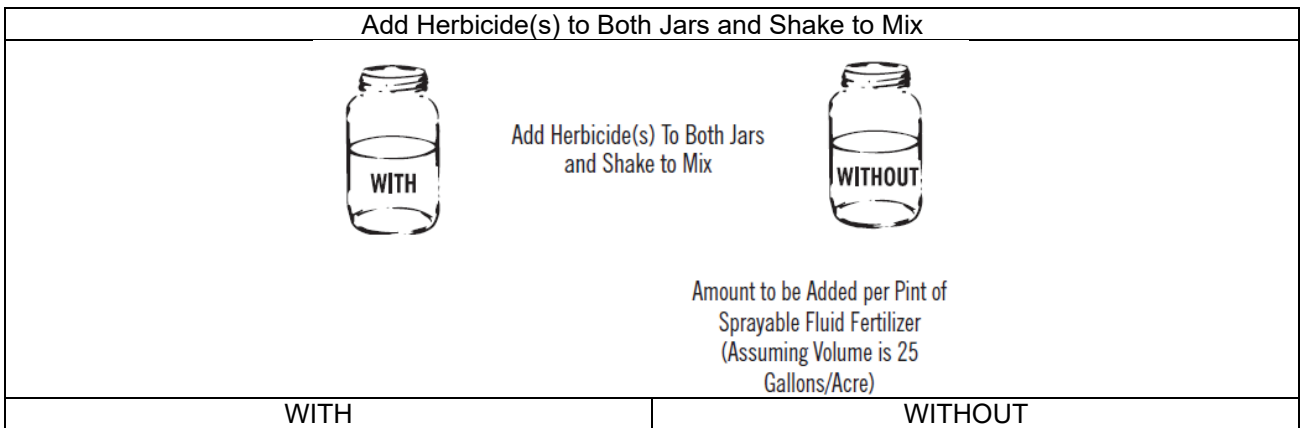 Add Herbicide(s) to Both Jars and Shake to Mix
WITH
Add Herbicide(s) To Both Jars
and Shake to Mix
WITHOUT
Amount to be Added per Pint of
Sprayable Fluid Fertilizer
(Assuming Volume is 25
Gallons/Acre)
WITH
WITHOUT